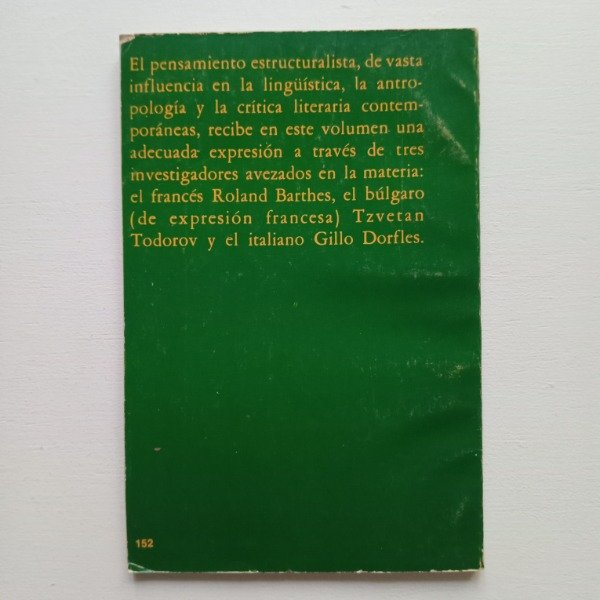 El pensamiento estructuralista, de vasta
influencia en la lingüística, la antro-
pología y la crítica literaria contem-
poráneas, recibe en este volumen una
adecuada expresión a través de tres
investigadores avezados en la materia:
el francés Roland Barthes, el búlgaro
(de expresión francesa) Tzvetan
Todorov y el italiano Gillo Dorfles.
152